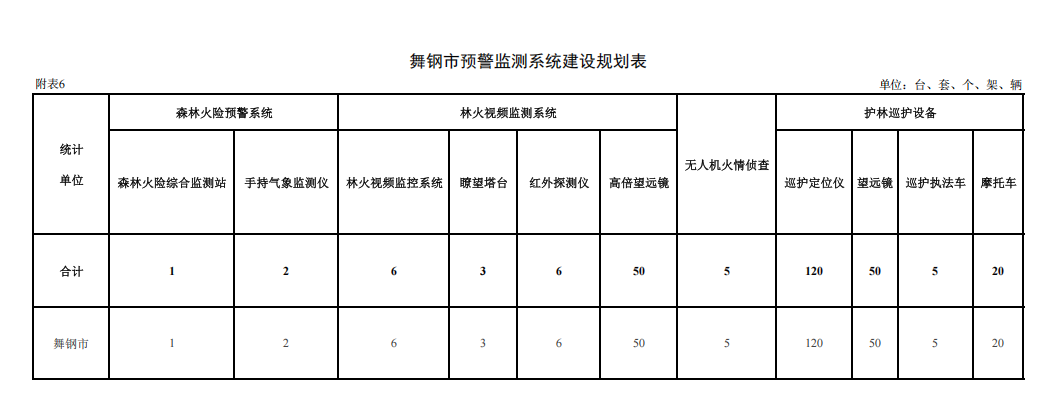 舞钢市预警监测系统建设规划表
附表6 单位：台、套、个、架、辆
统计单位 森林火险预警系统 林火视频监测系统 无人机火情侦查 护林巡护设备
森林火险综合监测站 手持气象监测仪 林火视频监控系统 瞭望塔台 红外探测仪 高倍望远镜 巡护定位仪 望远镜 巡护执法车 摩托车
合计 1 2 6 3 6 50 5 120 50 5 20
舞钢市 1 2 6 3 6 50 5 120 50 5 20